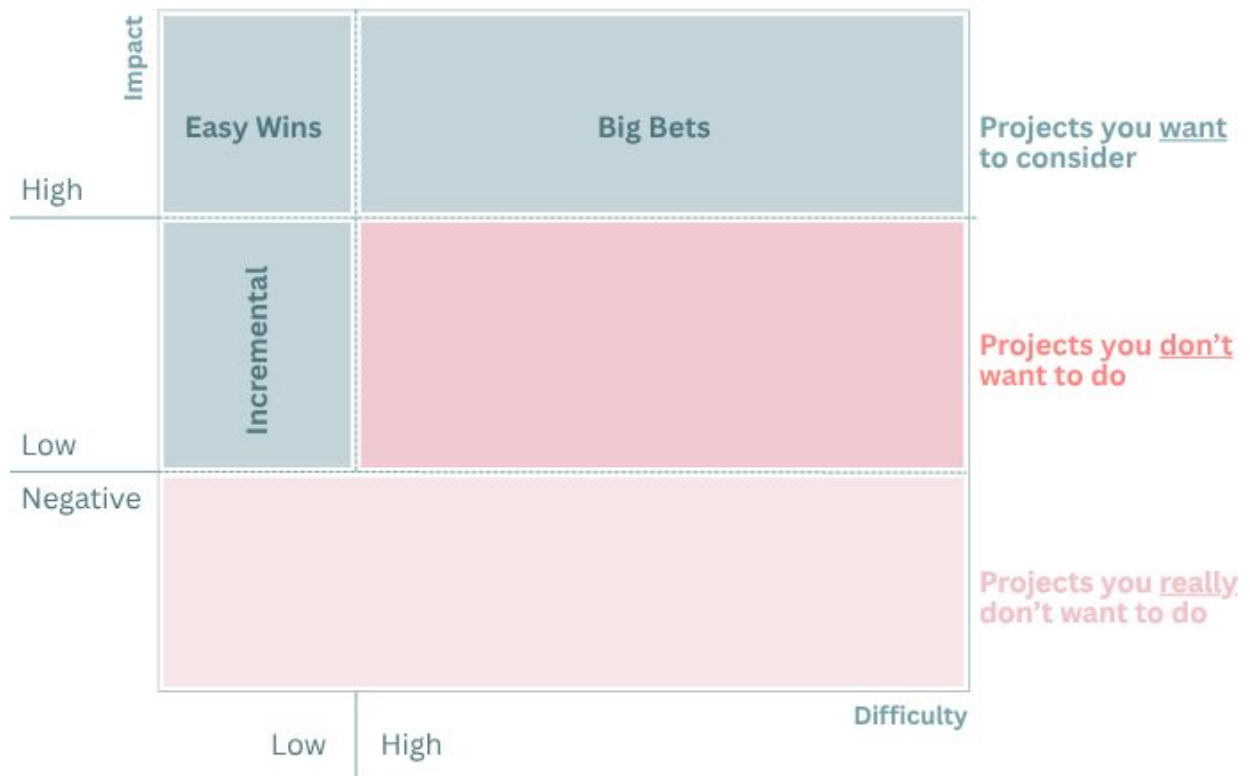 Impact
Easy Wins
Big Bets
Projects you want
to consider
High
Incremental
Projects you don’t
want to do
Low
Negative
Projects you really
don’t want to do
Difficulty
Low
High